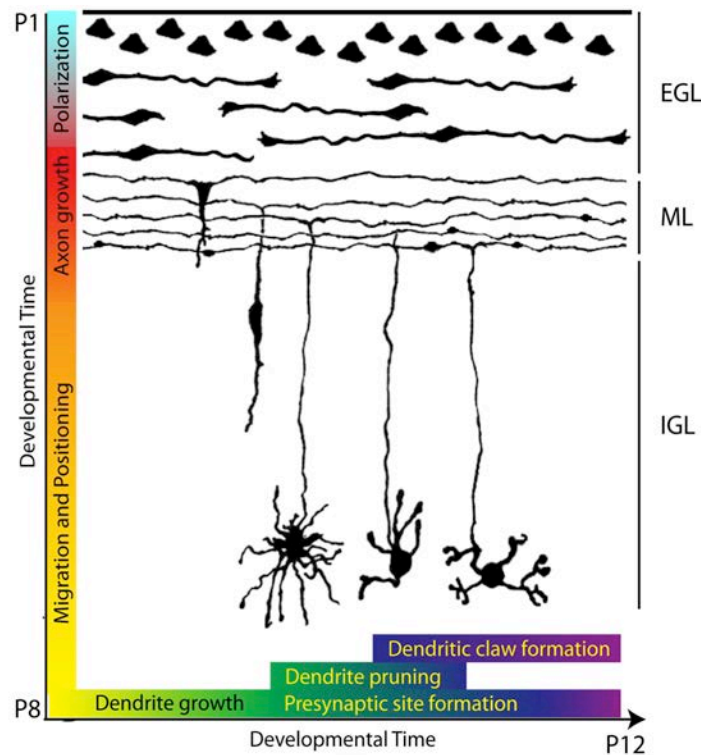 P1
Polarization
EGL
Axon growth
ML
Developmental Time
Migration and Positioning
IGL
Dendritic claw formation
Dendrite pruning
Dendrite growth
Presynaptic site formation
P8
Developmental Time
P12